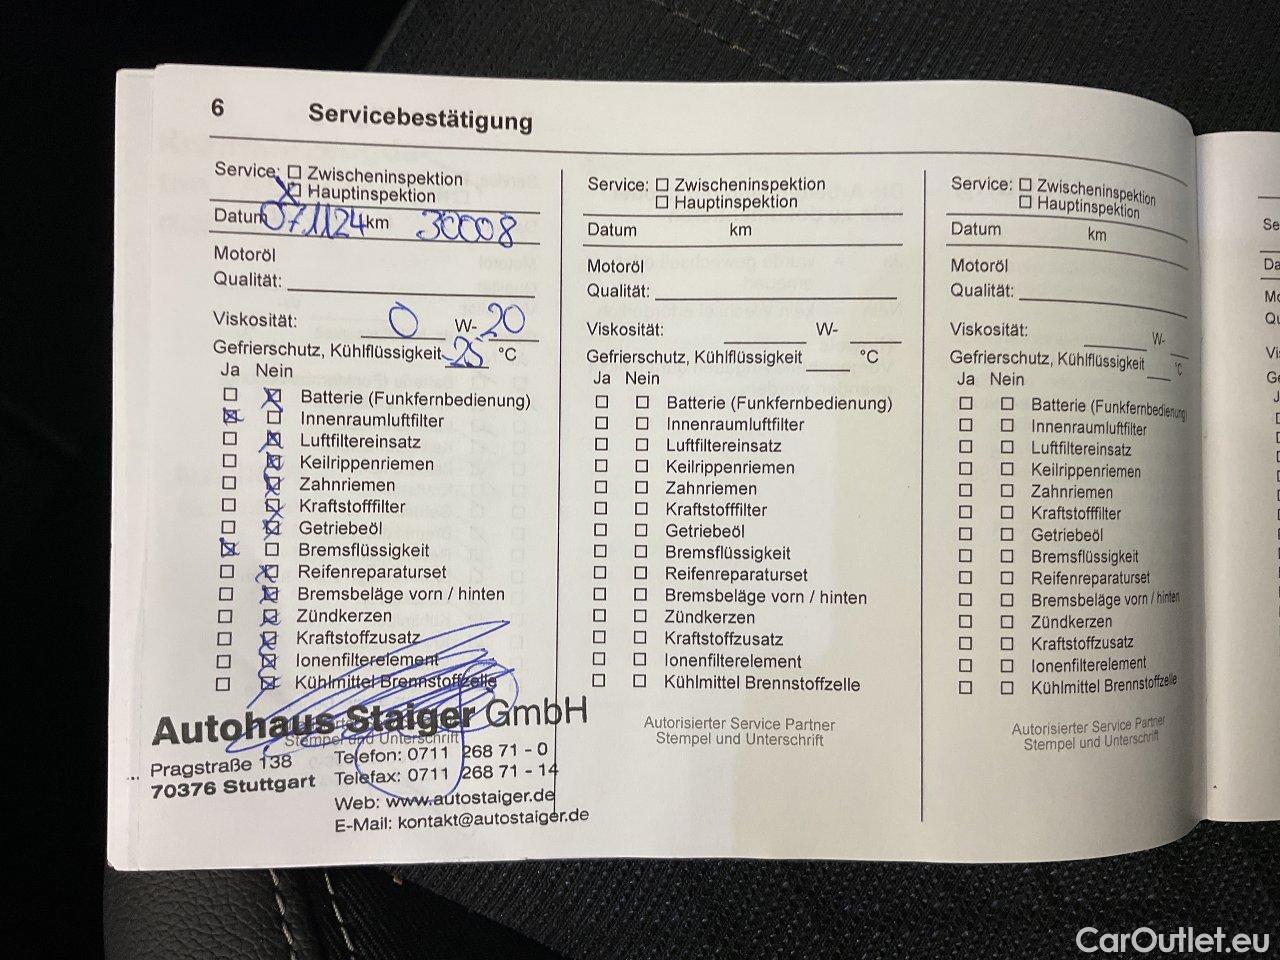 6 Servicebestätigung
Service: Zwischeninspektion
Hauptinspektion
Datum 071124 km 30008
Motoröl
Qualität:
Viskosität: 0 W- 20
Gefrierschutz, Kühlflüssigkeit -25 °C
Ja Nein
Batterie (Funkfernbedienung)
Innenraumluftfilter
Luftfiltereinsatz
Keilrippenriemen
Zahnriemen
Kraftstofffilter
Getriebeöl
Bremsflüssigkeit
Reifenreparaturset
Bremsbeläge vorn / hinten
Zündkerzen
Kraftstoffzusatz
Ionenfilterelement
Kühlmittel Brennstoffzelle
Stempel und Unterschrift
Autohaus Staiger GmbH
Pragstraße 138
70376 Stuttgart
Telefon: 0711 268 71 - 0
Telefax: 0711 268 71 - 14
Web: www.autostaiger.de
E-Mail: kontakt@autostaiger.de
Service: Zwischeninspektion
Hauptinspektion
Datum km
Motoröl
Qualität:
Viskosität: W-
Gefrierschutz, Kühlflüssigkeit °C
Ja Nein
Batterie (Funkfernbedienung)
Innenraumluftfilter
Luftfiltereinsatz
Keilrippenriemen
Zahnriemen
Kraftstofffilter
Getriebeöl
Bremsflüssigkeit
Reifenreparaturset
Bremsbeläge vorn / hinten
Zündkerzen
Kraftstoffzusatz
Ionenfilterelement
Kühlmittel Brennstoffzelle
Autorisierter Service Partner
Stempel und Unterschrift
Service: Zwischeninspektion
Hauptinspektion
Datum km
Motoröl
Qualität:
Viskosität: W-
Gefrierschutz, Kühlflüssigkeit °C
Ja Nein
Batterie (Funkfernbedienung)
Innenraumluftfilter
Luftfiltereinsatz
Keilrippenriemen
Zahnriemen
Kraftstofffilter
Getriebeöl
Bremsflüssigkeit
Reifenreparaturset
Bremsbeläge vorn / hinten
Zündkerzen
Kraftstoffzusatz
Ionenfilterelement
Kühlmittel Brennstoffzelle
Autorisierter Service Partner
Stempel und Unterschrift
CarOutlet.eu